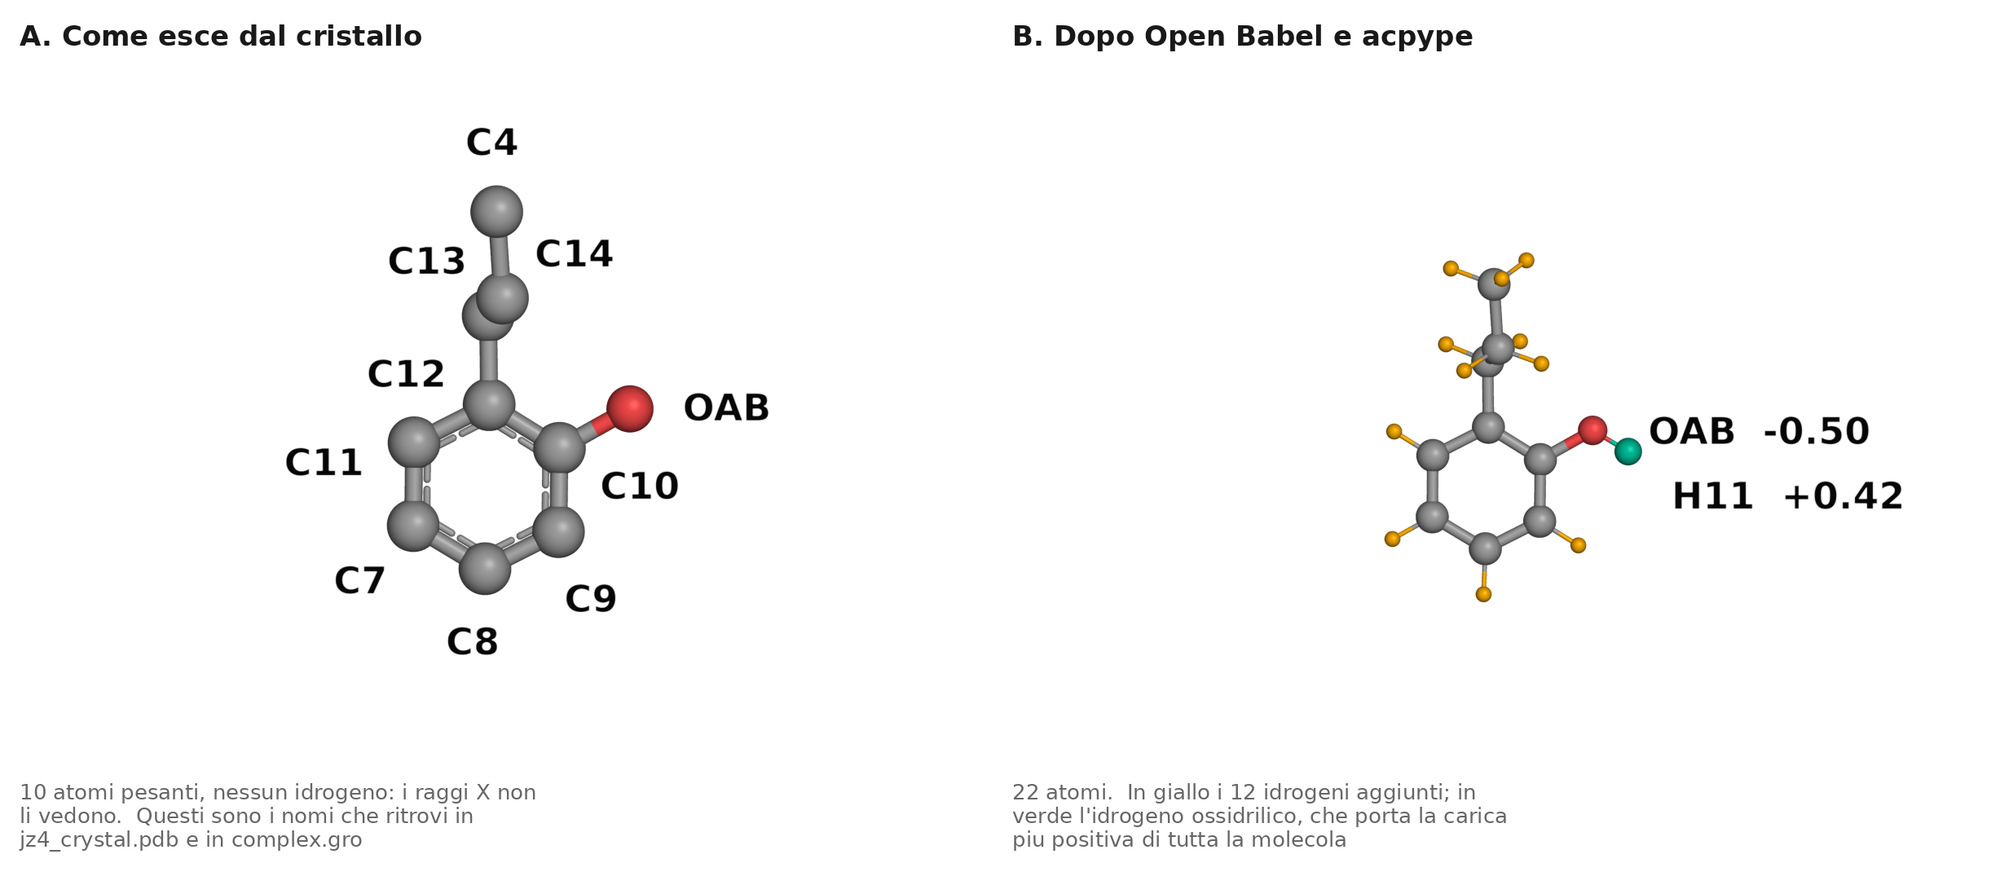 A. Come esce dal cristallo
C4
C13
C14
C12
OAB
C11
C10
C7
C9
C8
10 atomi pesanti, nessun idrogeno: i raggi X non
li vedono.  Questi sono i nomi che ritrovi in
jz4_crystal.pdb e in complex.gro
B. Dopo Open Babel e acpype
OAB  -0.50
H11  +0.42
22 atomi.  In giallo i 12 idrogeni aggiunti; in
verde l'idrogeno ossidrilico, che porta la carica
piu positiva di tutta la molecola